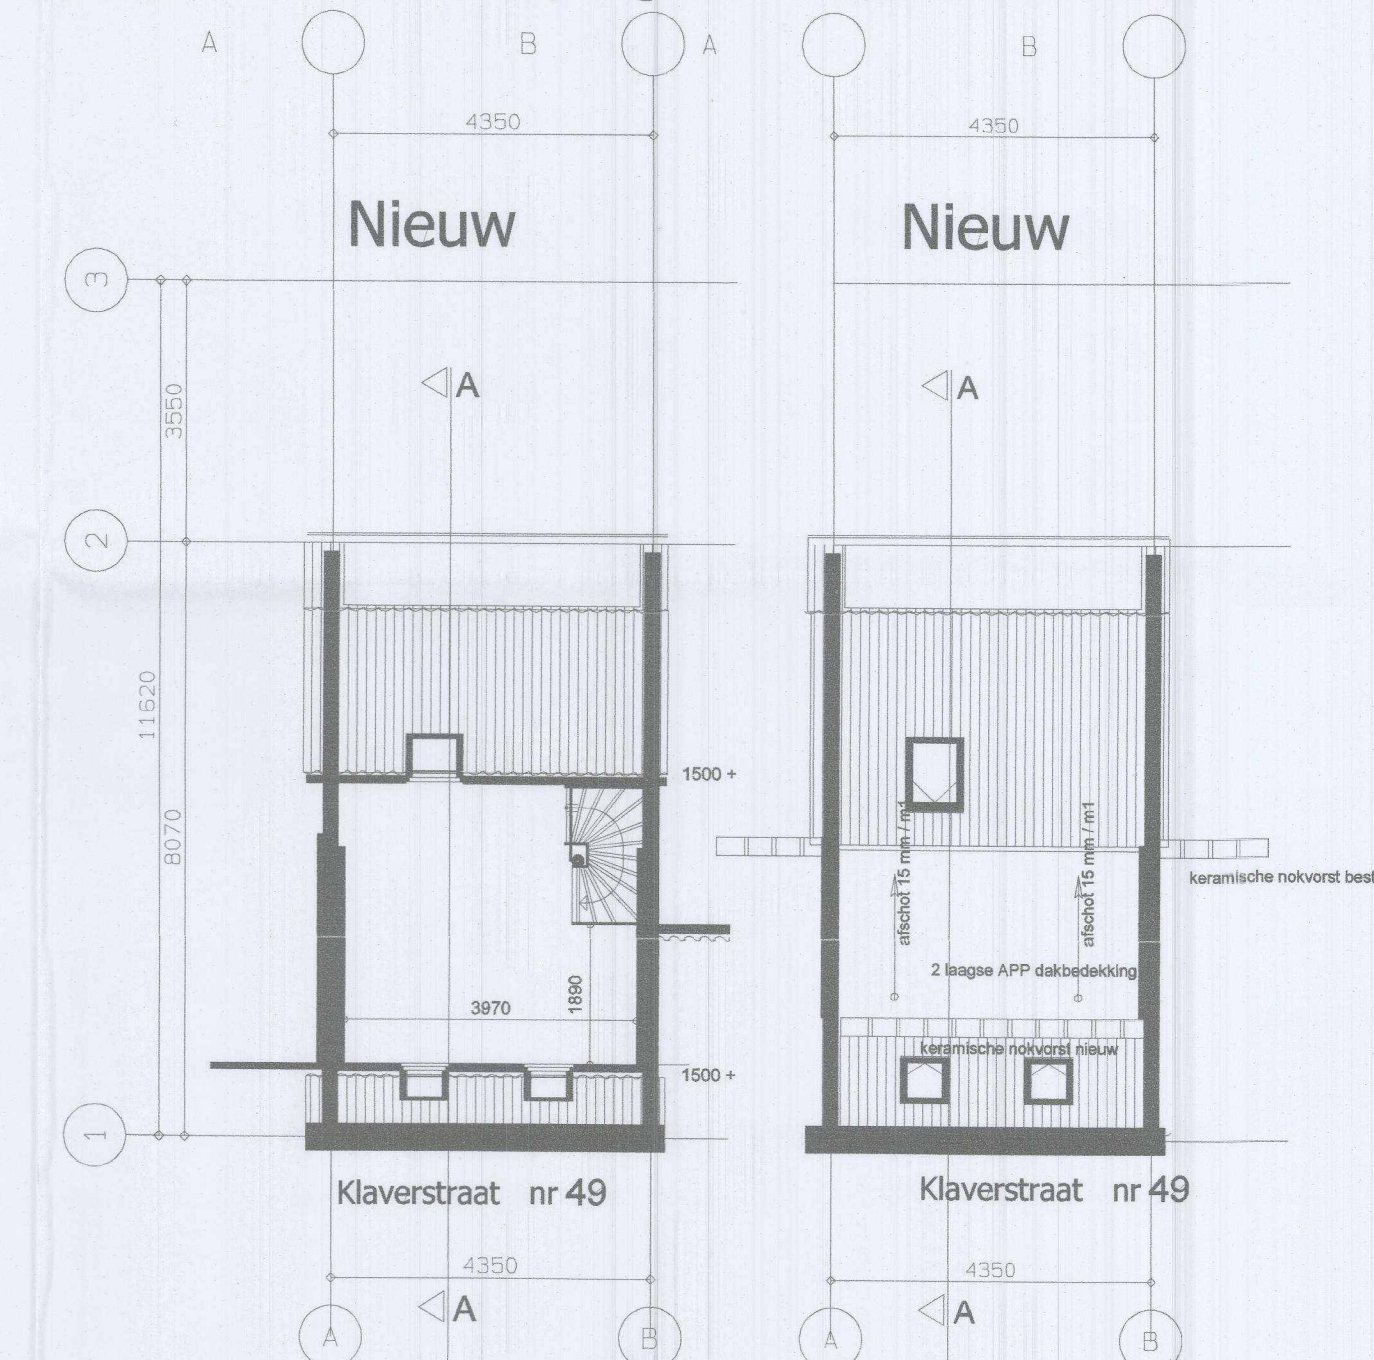 A B A B
4350 4350
Nieuw Nieuw
3
A A
3550
2
11620
1500 +
8070
afschot 15 mm / m1 afschot 15 mm / m1
keramische nokvorst best
2 laagse APP dakbedekking
1890
3970
keramische nokvorst nieuw
1500 +
1
Klaverstraat nr 49 Klaverstraat nr 49
4350 4350
A A
A B A B